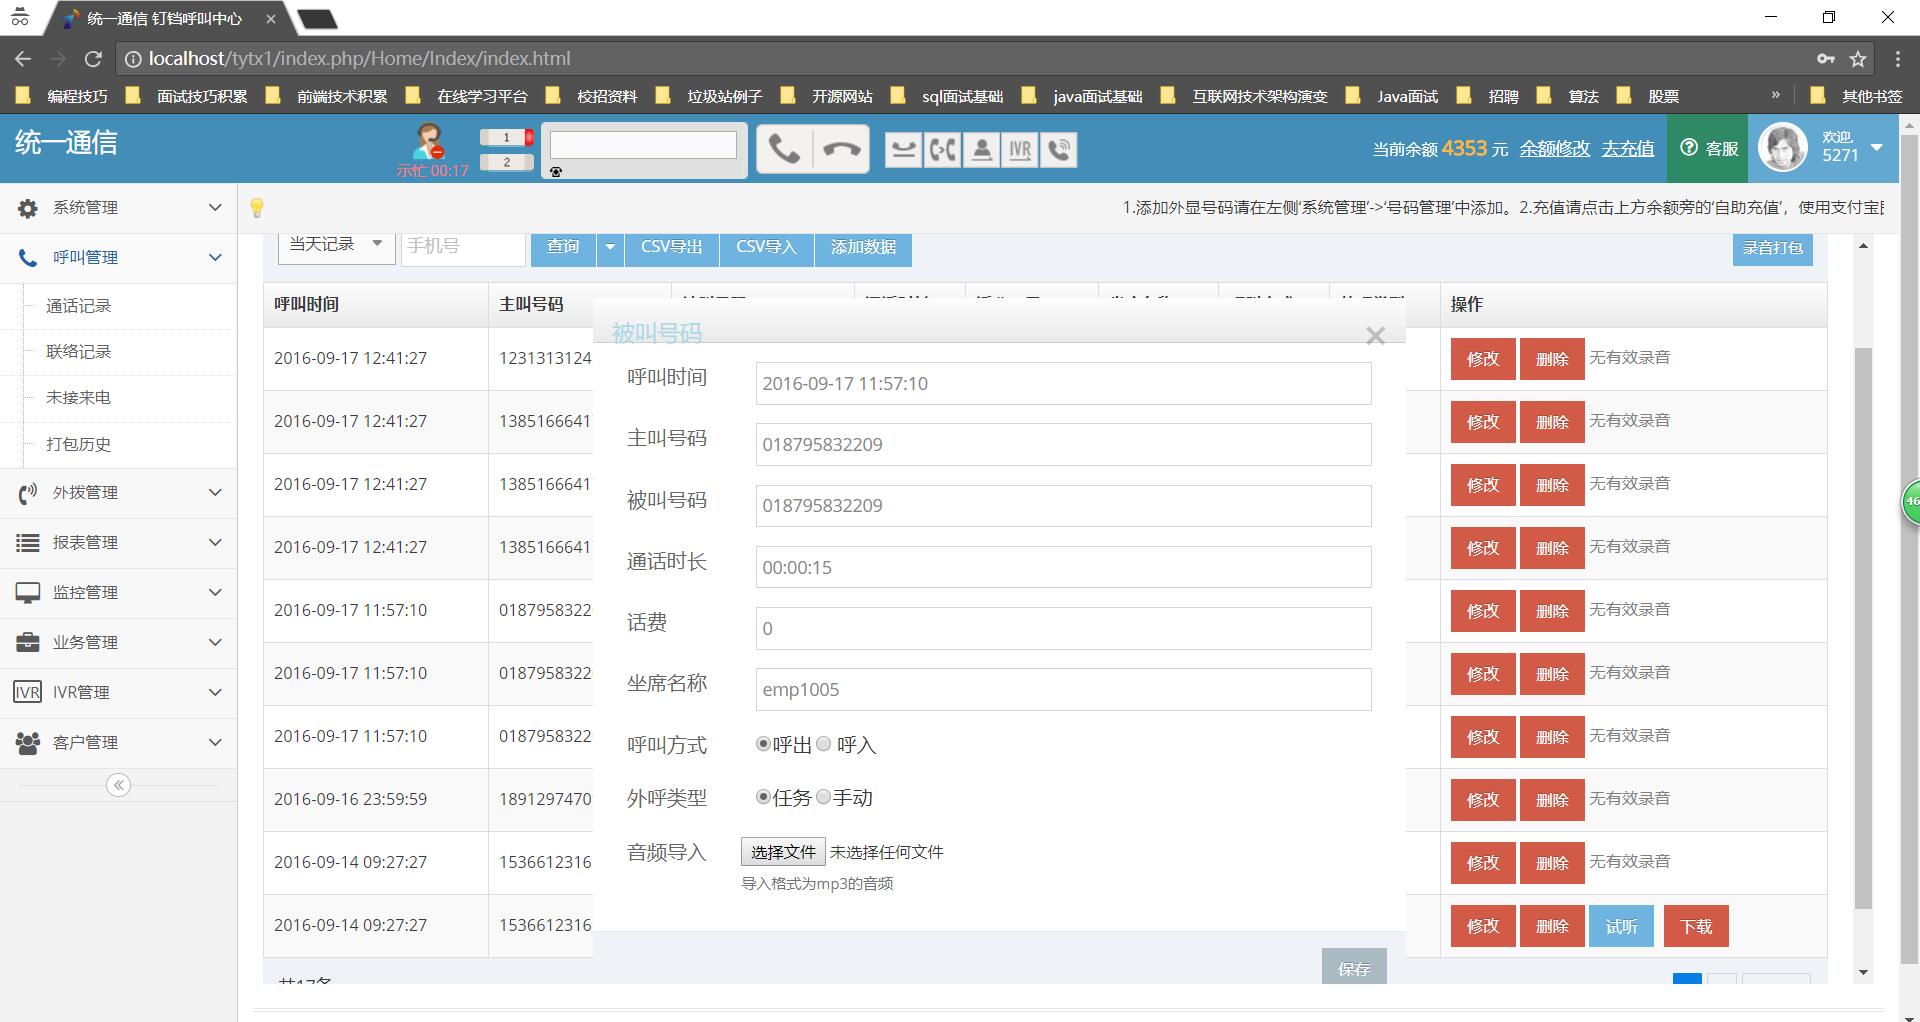 统一通信 钉铛呼叫中心
localhost/tytx1/index.php/Home/Index/index.html
编程技巧 面试技巧积累 前端技术积累 在线学习平台 校招资料 垃圾站例子 开源网站 sql面试基础 java面试基础 互联网技术架构演变 Java面试 招聘 算法 股票 » 其他书签
统一通信
示忙 00:17
1
2
IVR
当前余额 4353 元 余额修改 去充值
客服
欢迎,
5271
系统管理
呼叫管理
通话记录
联络记录
未接来电
打包历史
外拨管理
报表管理
监控管理
业务管理
IVR IVR管理
客户管理
1.添加外显号码请在左侧‘系统管理’->‘号码管理’中添加。2.充值请点击上方余额旁的‘自助充值’，使用支付宝
当天记录 手机号 查询 CSV导出 CSV导入 添加数据 录音打包
呼叫时间 主叫号码 操作
2016-09-17 12:41:27 1231313124 修改 删除 无有效录音
2016-09-17 12:41:27 1385166641 修改 删除 无有效录音
2016-09-17 12:41:27 1385166641 修改 删除 无有效录音
2016-09-17 12:41:27 1385166641 修改 删除 无有效录音
2016-09-17 11:57:10 018795832 修改 删除 无有效录音
2016-09-17 11:57:10 018795832 修改 删除 无有效录音
2016-09-17 11:57:10 018795832 修改 删除 无有效录音
2016-09-16 23:59:59 1891297470 修改 删除 无有效录音
2016-09-14 09:27:27 1536612316 修改 删除 无有效录音
2016-09-14 09:27:27 1536612316 修改 删除 试听 下载
被叫号码 ×
呼叫时间 2016-09-17 11:57:10
主叫号码 018795832209
被叫号码 018795832209
通话时长 00:00:15
话费 0
坐席名称 emp1005
呼叫方式 呼出 呼入
外呼类型 任务 手动
音频导入 选择文件 未选择任何文件
导入格式为mp3的音频
保存
46